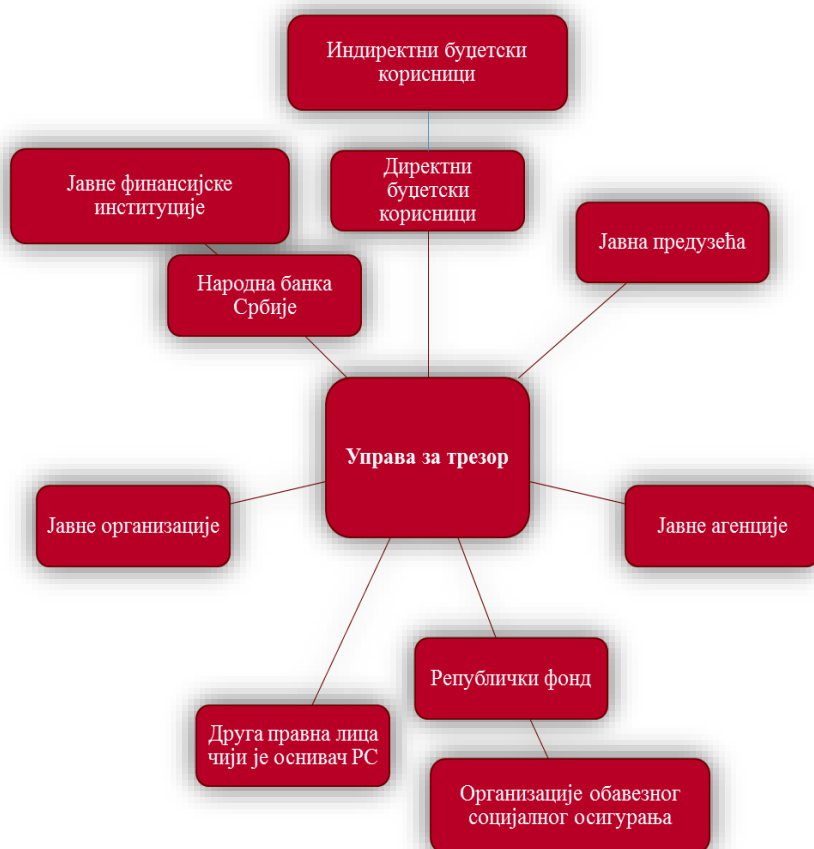 Индиректни буџетски
корисници
Директни
буџетски
корисници
Јавне финансијске
институције
Народна банка
Србије
Јавна предузећа
Управа за трезор
Јавне организације
Јавне агенције
Републички фонд
Друга правна лица
чији је оснивач РС
Организације обавезног
социјалног осигурања